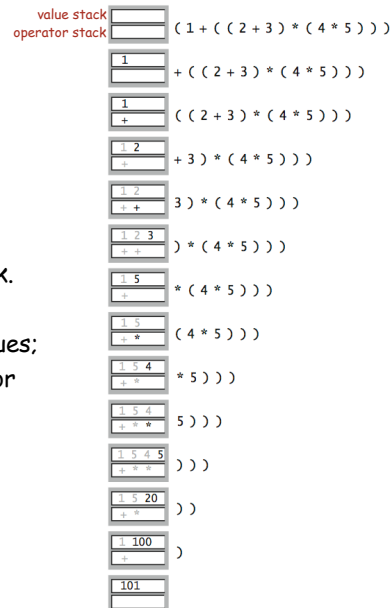 value stack
operator stack
( 1 + ( ( 2 + 3 ) * ( 4 * 5 ) ) )
1
+ ( ( 2 + 3 ) * ( 4 * 5 ) ) )
1
+
( ( 2 + 3 ) * ( 4 * 5 ) ) )
1 2
+
+ 3 ) * ( 4 * 5 ) ) )
1 2
+ +
3 ) * ( 4 * 5 ) ) )
1 2 3
+ +
) * ( 4 * 5 ) ) )
k.
1 5
+
* ( 4 * 5 ) ) )
ues;
1 5
+ *
( 4 * 5 ) ) )
or
1 5 4
+ *
* 5 ) ) )
1 5 4
+ * *
5 ) ) )
1 5 4 5
+ * *
) ) )
1 5 20
+ *
) )
1 100
+
)
101